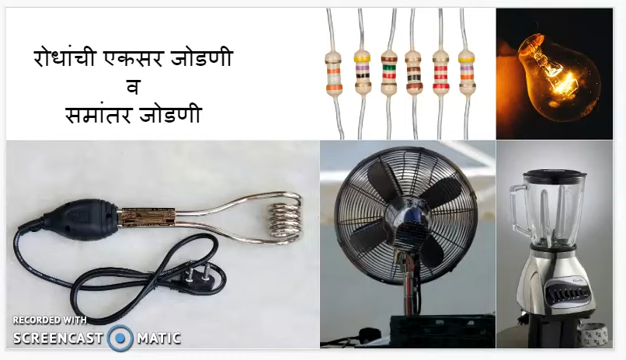 रोधांची एकसर जोडणी
व
समांतर जोडणी
RECORDED WITH
SCREENCAST MATIC